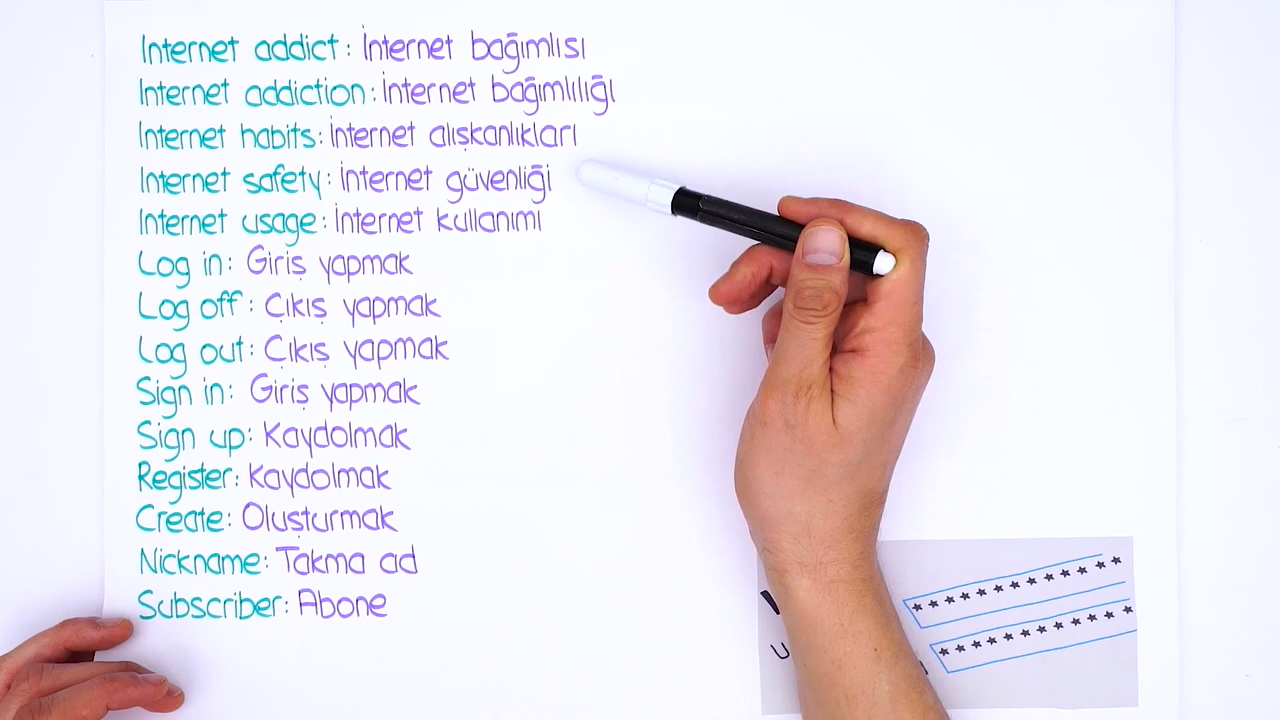 Internet addict: İnternet bağımlısı
Internet addiction: İnternet bağımlılığı
Internet habits: İnternet alışkanlıkları
Internet safety: İnternet güvenliği
Internet usage: İnternet kullanımı
Log in: Giriş yapmak
Log off: Çıkış yapmak
Log out: Çıkış yapmak
Sign in: Giriş yapmak
Sign up: Kaydolmak
Register: Kaydolmak
Create: Oluşturmak
Nickname: Takma ad
Subscriber: Abone